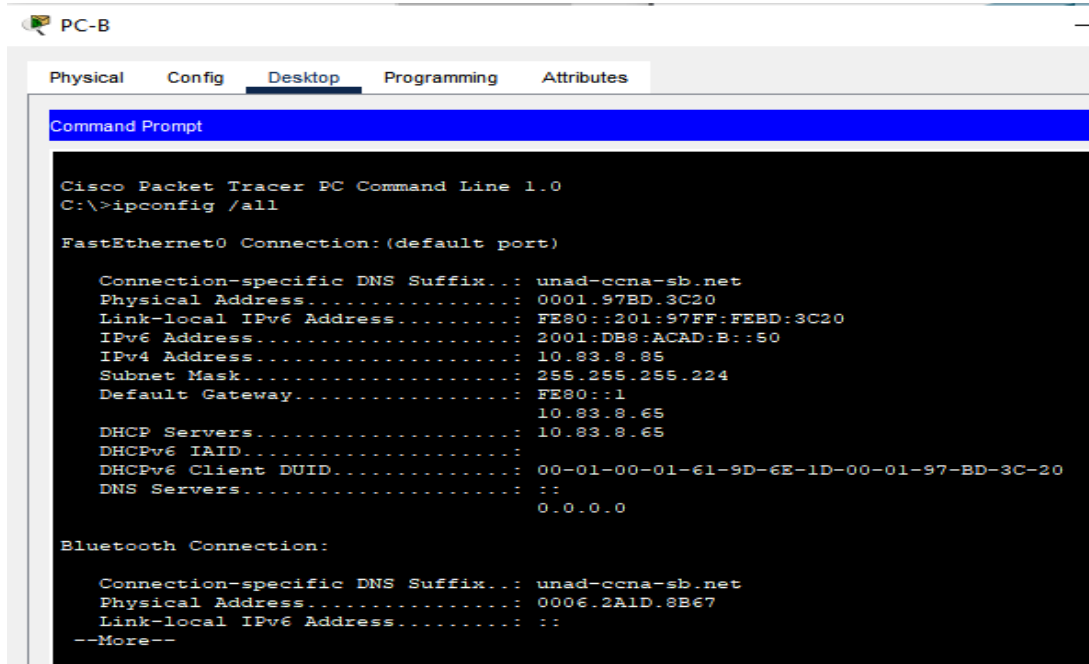 PC-B
Physical Config Desktop Programming Attributes
Command Prompt
Cisco Packet Tracer PC Command Line 1.0
C:\>ipconfig /all
FastEthernet0 Connection:(default port)
Connection-specific DNS Suffix..: unad-ccna-sb.net
Physical Address................: 0001.97BD.3C20
Link-local IPv6 Address.........: FE80::201:97FF:FEBD:3C20
IPv6 Address....................: 2001:DB8:ACAD:B::50
IPv4 Address....................: 10.83.8.85
Subnet Mask.....................: 255.255.255.224
Default Gateway.................: FE80::1
10.83.8.65
DHCP Servers....................: 10.83.8.65
DHCPv6 IAID.....................:
DHCPv6 Client DUID..............: 00-01-00-01-61-9D-6E-1D-00-01-97-BD-3C-20
DNS Servers.....................: ::
0.0.0.0
Bluetooth Connection:
Connection-specific DNS Suffix..: unad-ccna-sb.net
Physical Address................: 0006.2A1D.8B67
Link-local IPv6 Address.........: ::
--More--